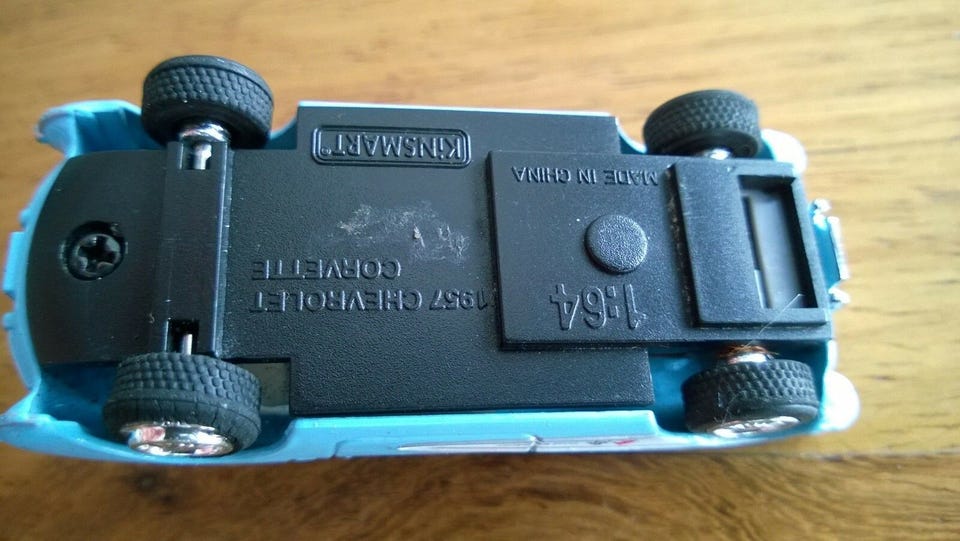 1:64
1957 CHEVROLET
CORVETTE
MADE IN CHINA
KiNSMART®